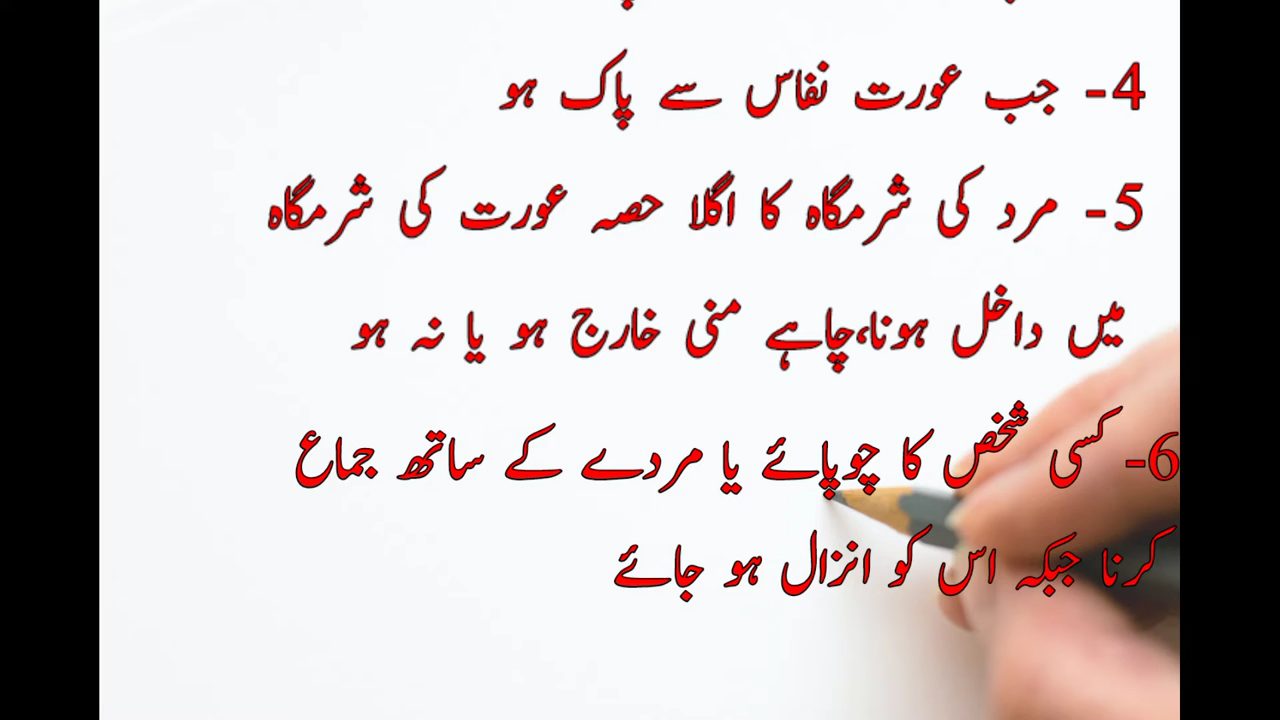 4- جب عورت نفاس سے پاک ہو
5- مرد کی شرمگاہ کا اگلا حصہ عورت کی شرمگاہ
میں داخل ہونا،چاہے منی خارج ہو یا نہ ہو
6- کسی شخص کا چوپائے یا مردے کے ساتھ جماع
کرنا جبکہ اس کو انزال ہو جائے